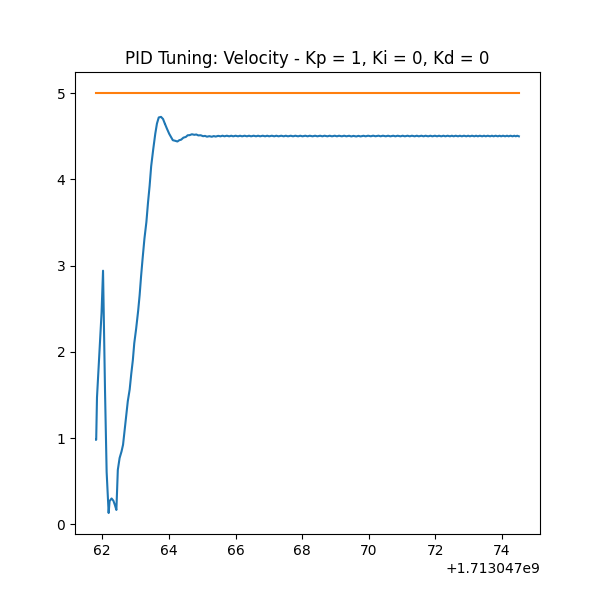 PID Tuning: Velocity - Kp = 1, Ki = 0, Kd = 0
5
4
3
2
1
0
62 64 66 68 70 72 74
+1.713047e9